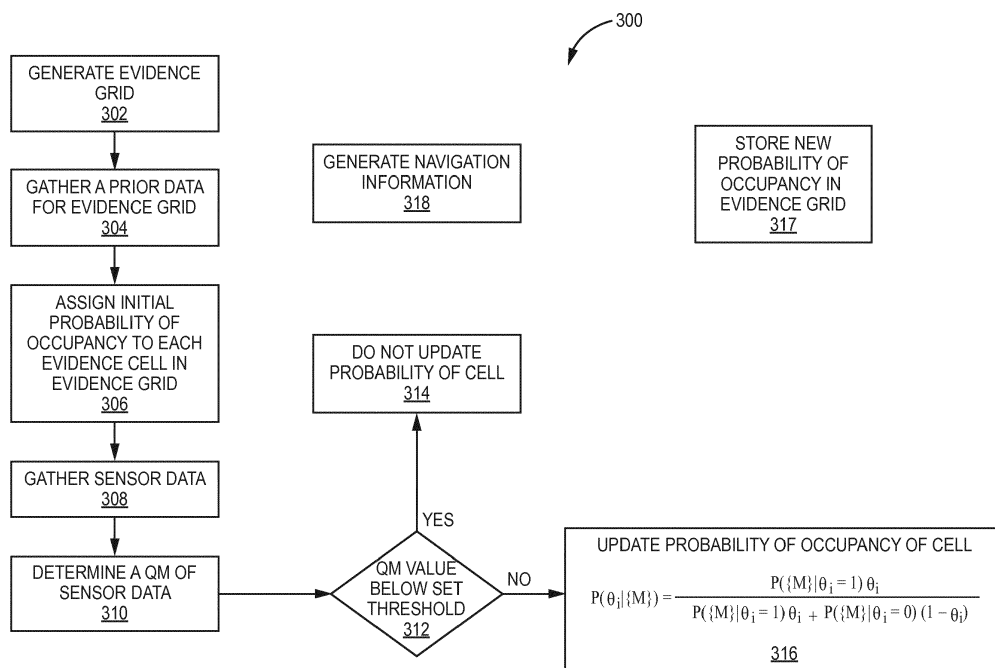 300
GENERATE EVIDENCE
GRID
302
GATHER A PRIOR DATA
FOR EVIDENCE GRID
304
ASSIGN INITIAL
PROBABILITY OF
OCCUPANCY TO EACH
EVIDENCE CELL IN
EVIDENCE GRID
306
GATHER SENSOR DATA
308
DETERMINE A QM OF
SENSOR DATA
310
GENERATE NAVIGATION
INFORMATION
318
DO NOT UPDATE
PROBABILITY OF CELL
314
YES
QM VALUE
BELOW SET
THRESHOLD
312
NO
STORE NEW
PROBABILITY OF
OCCUPANCY IN
EVIDENCE GRID
317
UPDATE PROBABILITY OF OCCUPANCY OF CELL
P({M}|θi = 1) θi
P(θi|{M}) =
P({M}|θi = 1) θi + P({M}|θi = 0) (1 − θi)
316